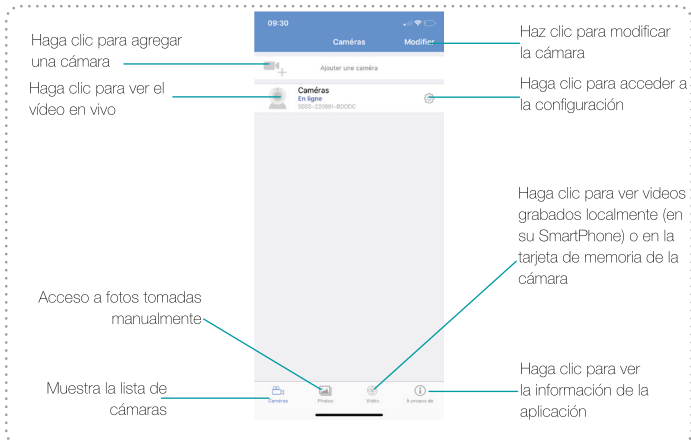 Haga clic para agregar
una cámara
Haga clic para ver el
vídeo en vivo
Acceso a fotos tomadas
manualmente
Muestra la lista de
cámaras
09:30
Caméras
Modifier
Ajouter une caméra
Caméras
En ligne
Caméras
Photos
Vidéo
À propos de
Haz clic para modificar
la cámara
Haga clic para acceder a
la configuración
Haga clic para ver videos
grabados localmente (en
su SmartPhone) o en la
tarjeta de memoria de la
cámara
Haga clic para ver
la información de la
aplicación